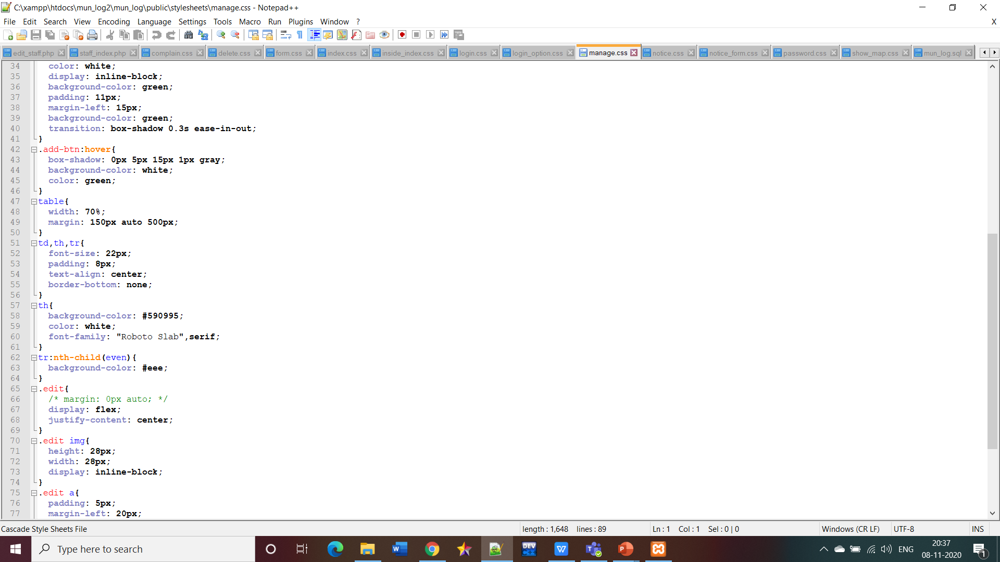 C:\xampp\htdocs\mun_log2\mun_log\public\stylesheets\manage.css - Notepad++
File Edit Search View Encoding Language Settings Tools Macro Run Plugins Window ? X
edit_staff.php staff_index.php complain.css delete.css form.css index.css inside_index.css login.css login_option.css manage.css notice.css notice_form.css password.css show_map.css mun_log.sql
34 color: white;
35 display: inline-block;
36 background-color: green;
37 padding: 11px;
38 margin-left: 15px;
39 background-color: green;
40 transition: box-shadow 0.3s ease-in-out;
41 }
42 .add-btn:hover{
43 box-shadow: 0px 5px 15px 1px gray;
44 background-color: white;
45 color: green;
46 }
47 table{
48 width: 70%;
49 margin: 150px auto 500px;
50 }
51 td,th,tr{
52 font-size: 22px;
53 padding: 8px;
54 text-align: center;
55 border-bottom: none;
56 }
57 th{
58 background-color: #590995;
59 color: white;
60 font-family: "Roboto Slab",serif;
61 }
62 tr:nth-child(even){
63 background-color: #eee;
64 }
65 .edit{
66 /* margin: 0px auto; */
67 display: flex;
68 justify-content: center;
69 }
70 .edit img{
71 height: 28px;
72 width: 28px;
73 display: inline-block;
74 }
75 .edit a{
76 padding: 5px;
77 margin-left: 20px;
Cascade Style Sheets File length : 1,648 lines : 89 Ln : 1 Col : 1 Sel : 0 | 0 Windows (CR LF) UTF-8 INS
Type here to search
DEV C++
ENG
20:37
08-11-2020
1